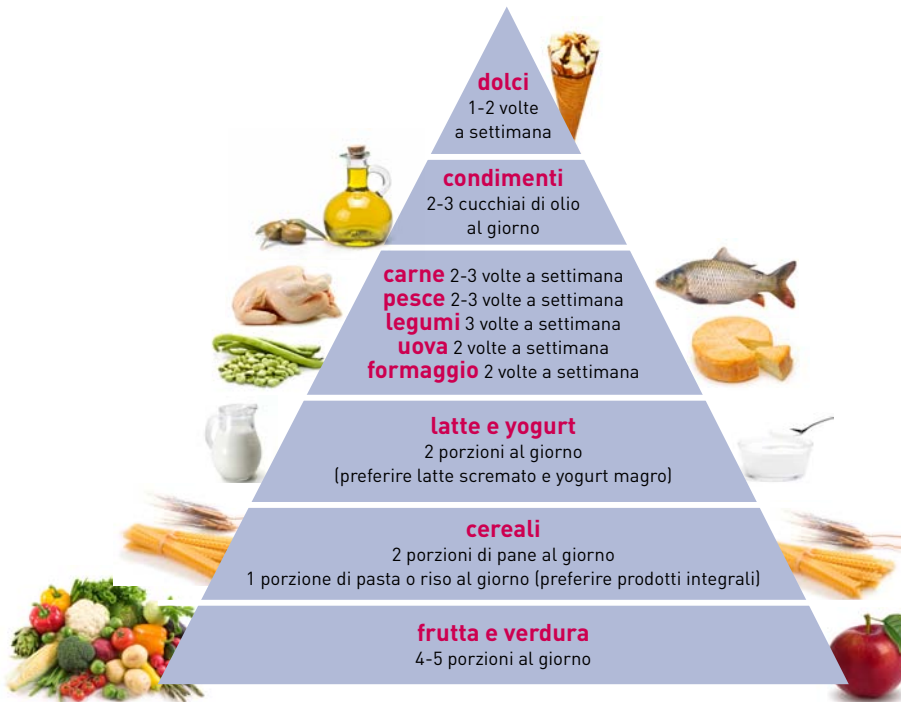 dolci
1-2 volte
a settimana
condimenti
2-3 cucchiai di olio
al giorno
carne 2-3 volte a settimana
pesce 2-3 volte a settimana
legumi 3 volte a settimana
uova 2 volte a settimana
formaggio 2 volte a settimana
latte e yogurt
2 porzioni al giorno
(preferire latte scremato e yogurt magro)
cereali
2 porzioni di pane al giorno
1 porzione di pasta o riso al giorno (preferire prodotti integrali)
frutta e verdura
4-5 porzioni al giorno